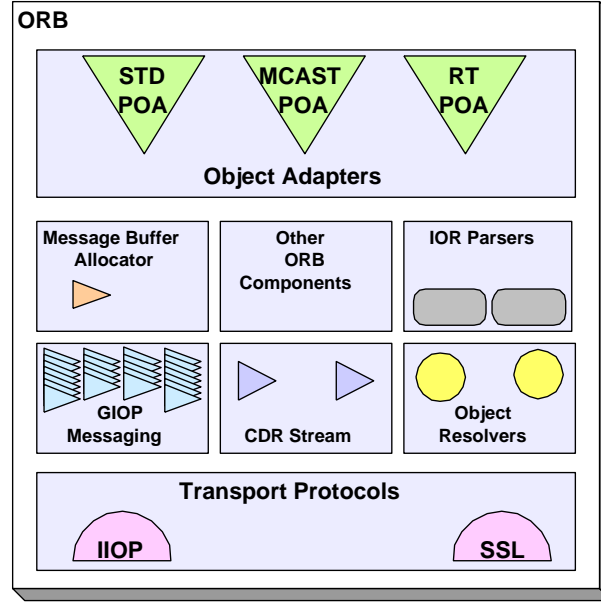 ORB
STD
POA
MCAST
POA
RT
POA
Object Adapters
Message Buffer
Allocator
Other
ORB
Components
IOR Parsers
GIOP
Messaging
CDR Stream
Object
Resolvers
Transport Protocols
IIOP
SSL